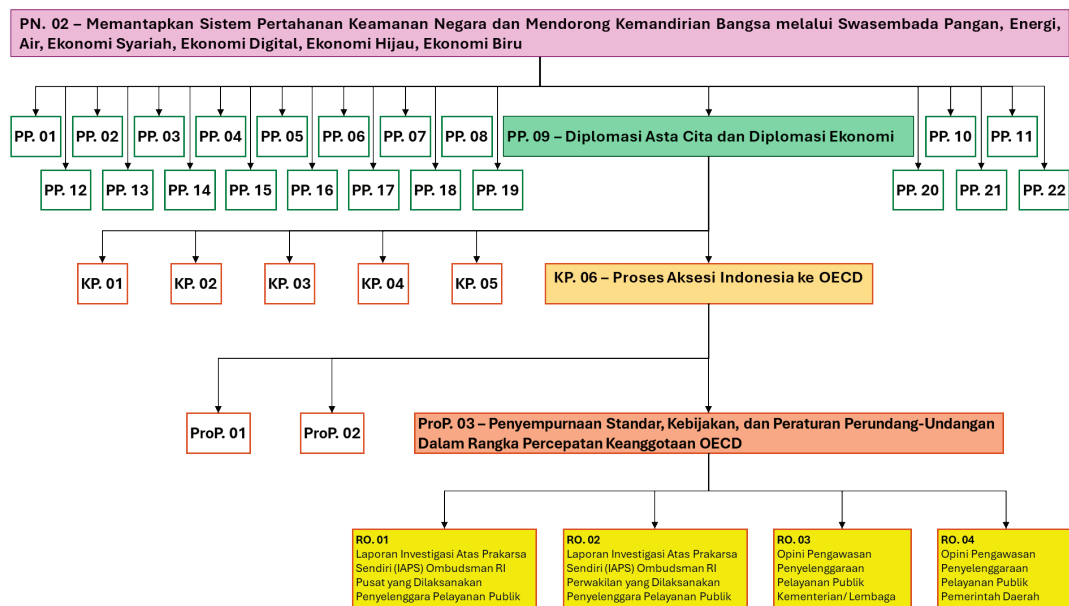 PN. 02 – Memantapkan Sistem Pertahanan Keamanan Negara dan Mendorong Kemandirian Bangsa melalui Swasembada Pangan, Energi,
Air, Ekonomi Syariah, Ekonomi Digital, Ekonomi Hijau, Ekonomi Biru
PP. 01
PP. 02
PP. 03
PP. 04
PP. 05
PP. 06
PP. 07
PP. 08
PP. 09 – Diplomasi Asta Cita dan Diplomasi Ekonomi
PP. 10
PP. 11
PP. 12
PP. 13
PP. 14
PP. 15
PP. 16
PP. 17
PP. 18
PP. 19
PP. 20
PP. 21
PP. 22
KP. 01
KP. 02
KP. 03
KP. 04
KP. 05
KP. 06 – Proses Aksesi Indonesia ke OECD
ProP. 01
ProP. 02
ProP. 03 – Penyempurnaan Standar, Kebijakan, dan Peraturan Perundang-Undangan
Dalam Rangka Percepatan Keanggotaan OECD
RO. 01
Laporan Investigasi Atas Prakarsa
Sendiri (IAPS) Ombudsman RI
Pusat yang Dilaksanakan
Penyelenggara Pelayanan Publik
RO. 02
Laporan Investigasi Atas Prakarsa
Sendiri (IAPS) Ombudsman RI
Perwakilan yang Dilaksanakan
Penyelenggara Pelayanan Publik
RO. 03
Opini Pengawasan
Penyelenggaraan
Pelayanan Publik
Kementerian/ Lembaga
RO. 04
Opini Pengawasan
Penyelenggaraan
Pelayanan Publik
Pemerintah Daerah